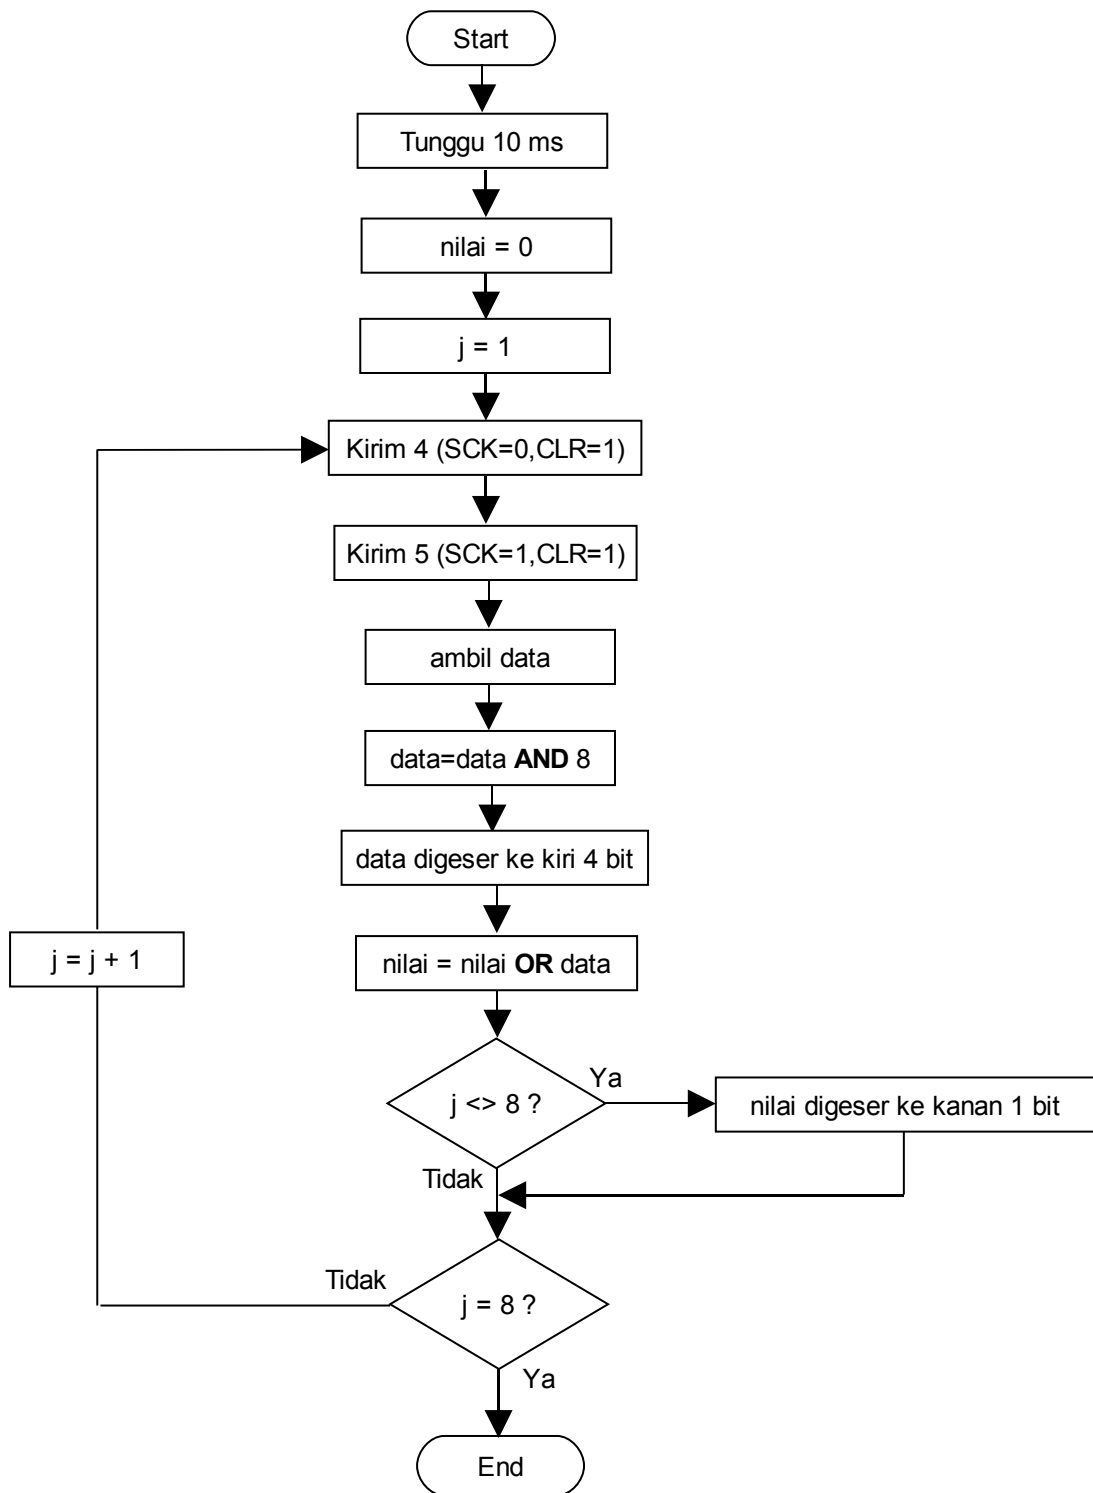 Start
Tunggu 10 ms
nilai = 0
j = 1
Kirim 4 (SCK=0,CLR=1)
Kirim 5 (SCK=1,CLR=1)
ambil data
data=data AND 8
data digeser ke kiri 4 bit
j = j + 1
nilai = nilai OR data
j <> 8 ?
Ya
nilai digeser ke kanan 1 bit
Tidak
Tidak
j = 8 ?
Ya
End